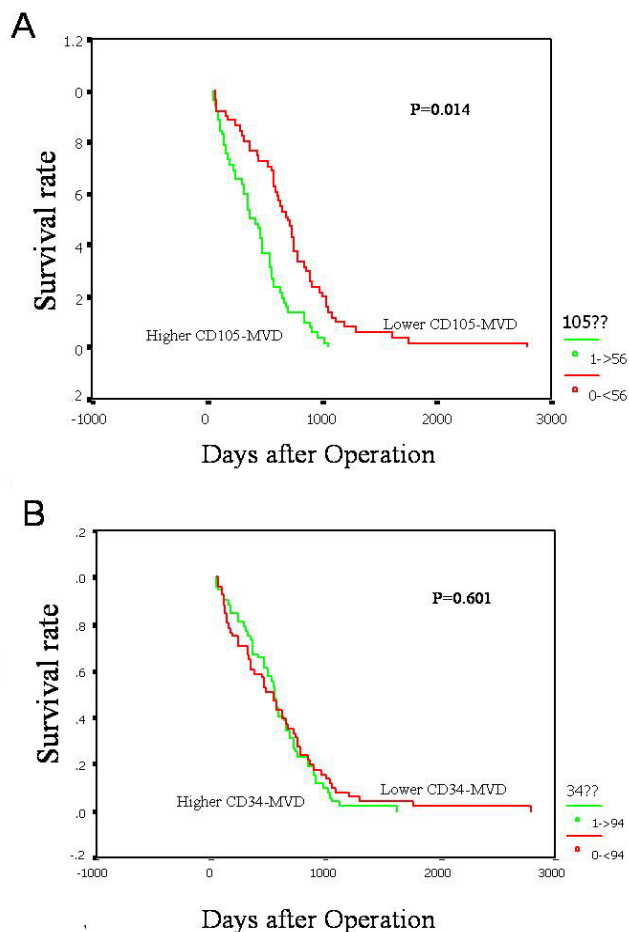 A
1.2
0
8
6
4
2
0
2
-1000
0
1000
2000
3000
Survival rate
P=0.014
Higher CD105-MVD
Lower CD105-MVD
105??
1->56
0-<56
Days after Operation
B
.2
.0
.8
.6
.4
.2
.0
-.2
-1000
0
1000
2000
3000
Survival rate
P=0.601
Higher CD34-MVD
Lower CD34-MVD
34??
1->94
0-<94
Days after Operation